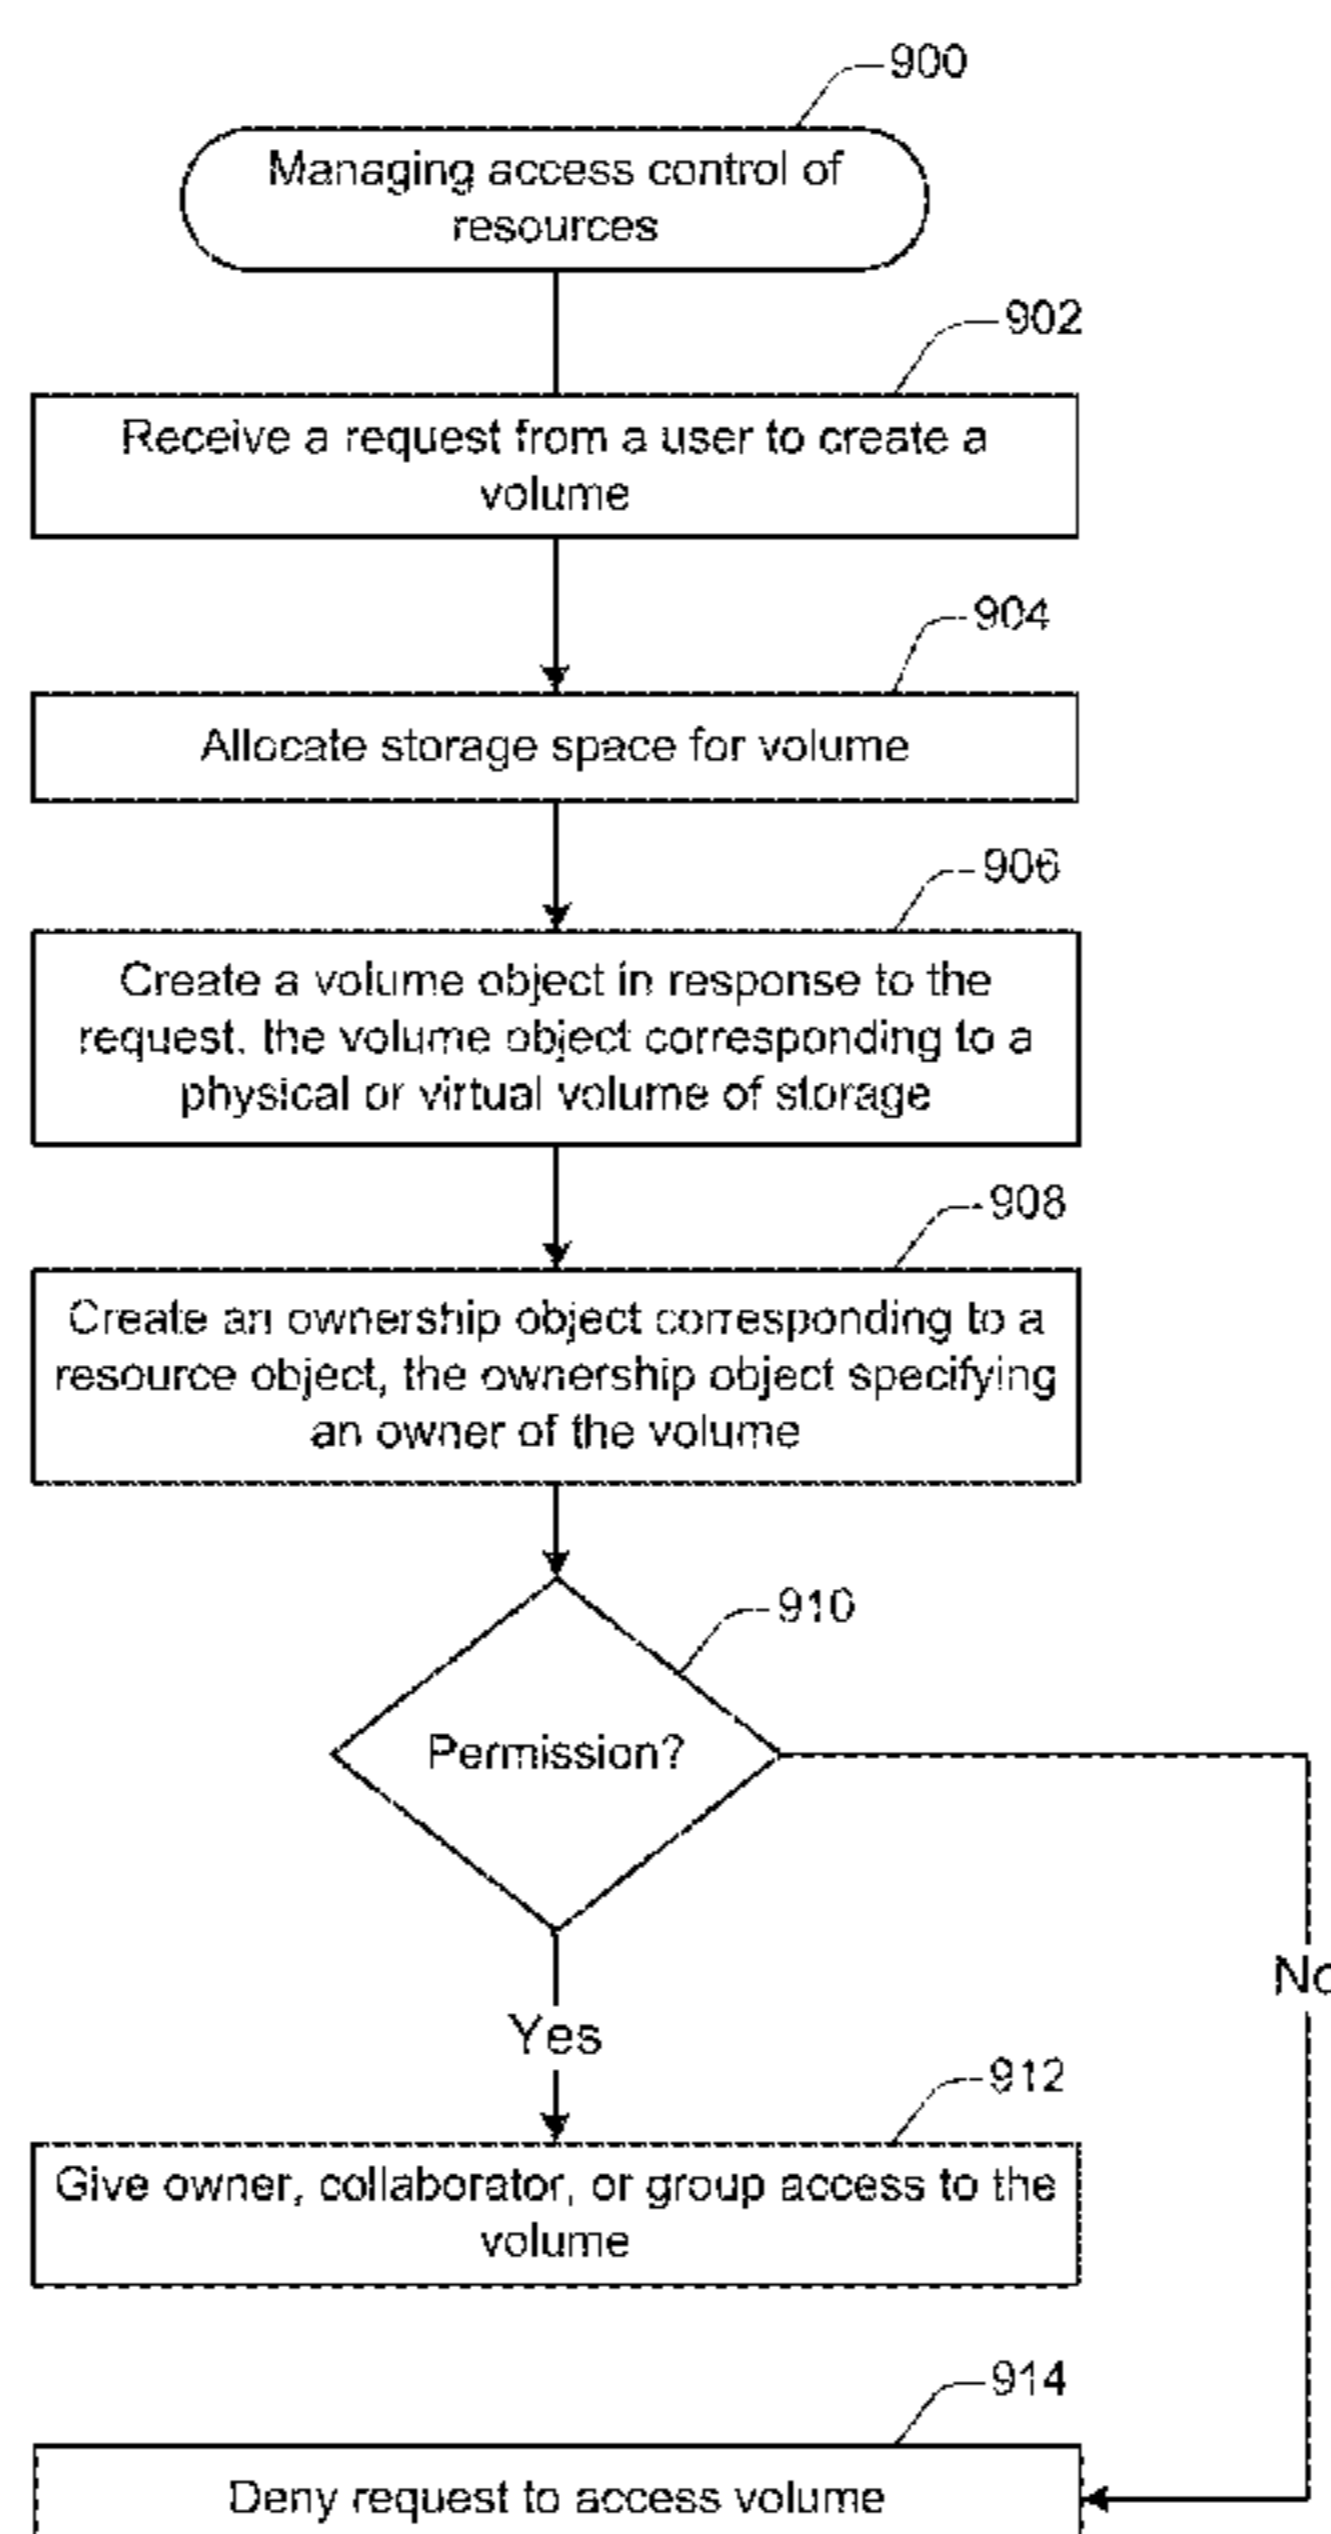 900
Managing access control of
resources
902
Receive a request from a user to create a
volume
904
Allocate storage space for volume
906
Create a volume object in response to the
request, the volume object corresponding to a
physical or virtual volume of storage
908
Create an ownership object corresponding to a
resource object, the ownership object specifying
an owner of the volume
910
Permission?
No
Yes
912
Give owner, collaborator, or group access to the
volume
914
Deny request to access volume